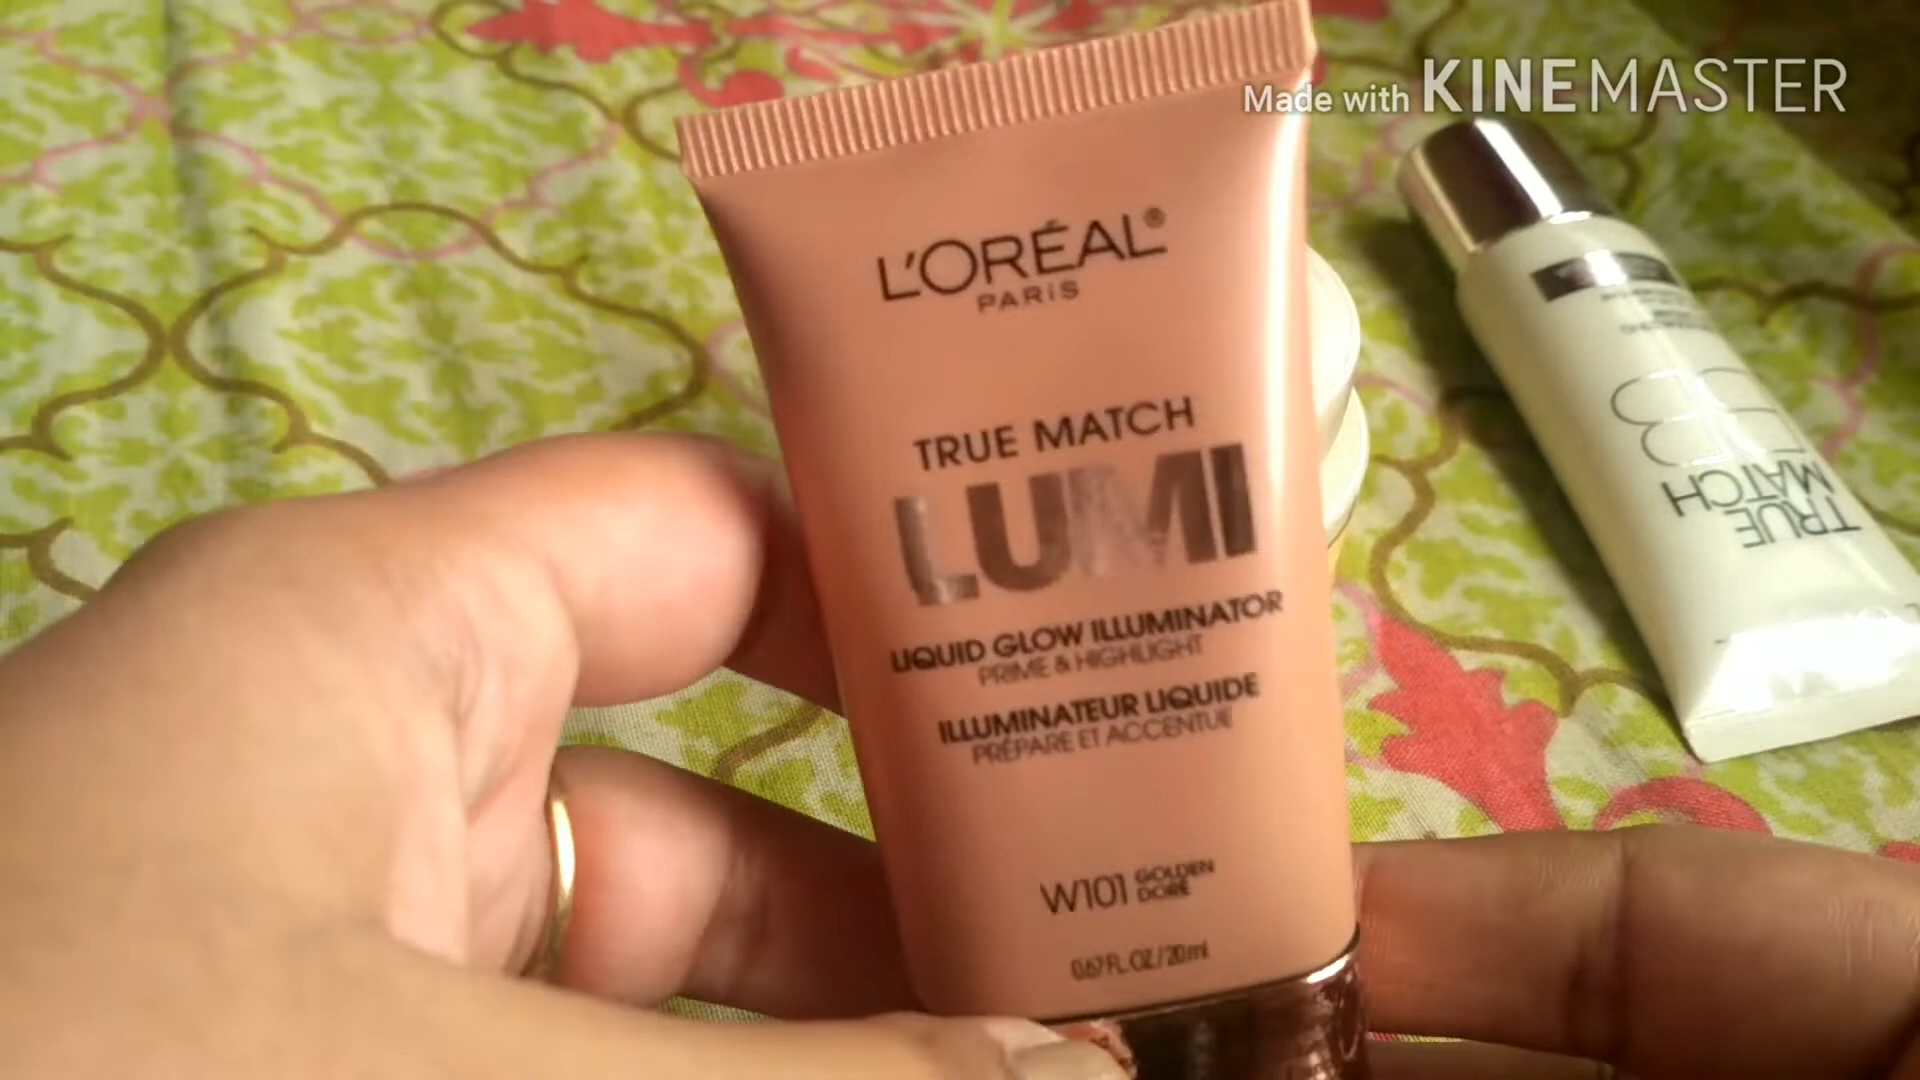 Made with KINEMASTER
L'ORÉAL®
PARIS
TRUE MATCH
LUMI
LIQUID GLOW ILLUMINATOR
PRIME & HIGHLIGHT
ILLUMINATEUR LIQUIDE
PRÉPARE ET ACCENTUE
W101 GOLDEN
DORÉ
0.67 FL. OZ / 20 ml
TRUE
MATCH